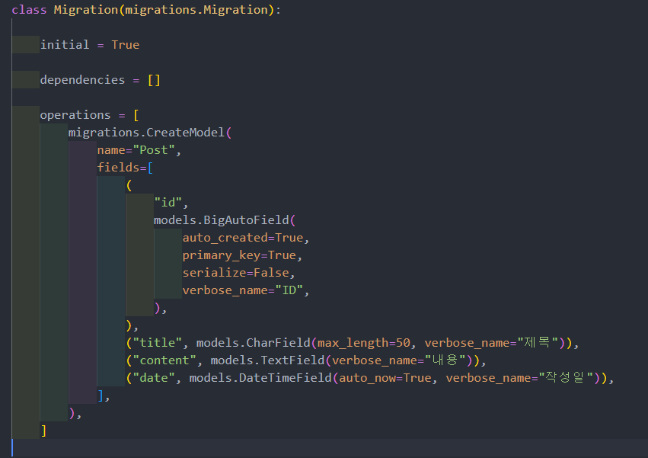 class Migration(migrations.Migration):
initial = True
dependencies = []
operations = [
migrations.CreateModel(
name="Post",
fields=[
(
"id",
models.BigAutoField(
auto_created=True,
primary_key=True,
serialize=False,
verbose_name="ID",
),
),
("title", models.CharField(max_length=50, verbose_name="제목")),
("content", models.TextField(verbose_name="내용")),
("date", models.DateTimeField(auto_now=True, verbose_name="작성일")),
],
),
]